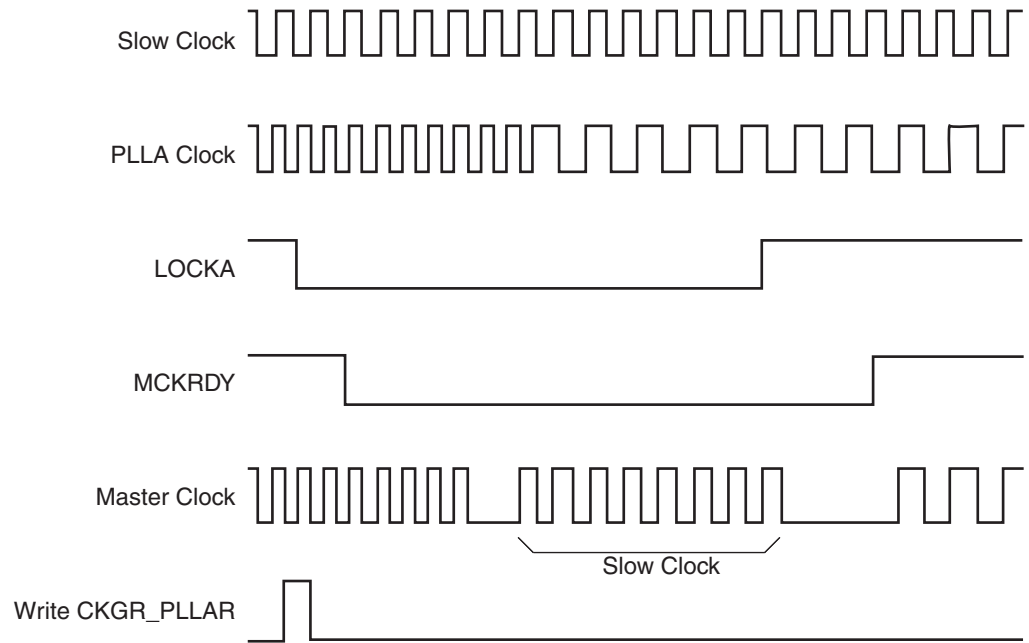 Slow Clock
PLLA Clock
LOCKA
MCKRDY
Master Clock
Slow Clock
Write CKGR_PLLAR